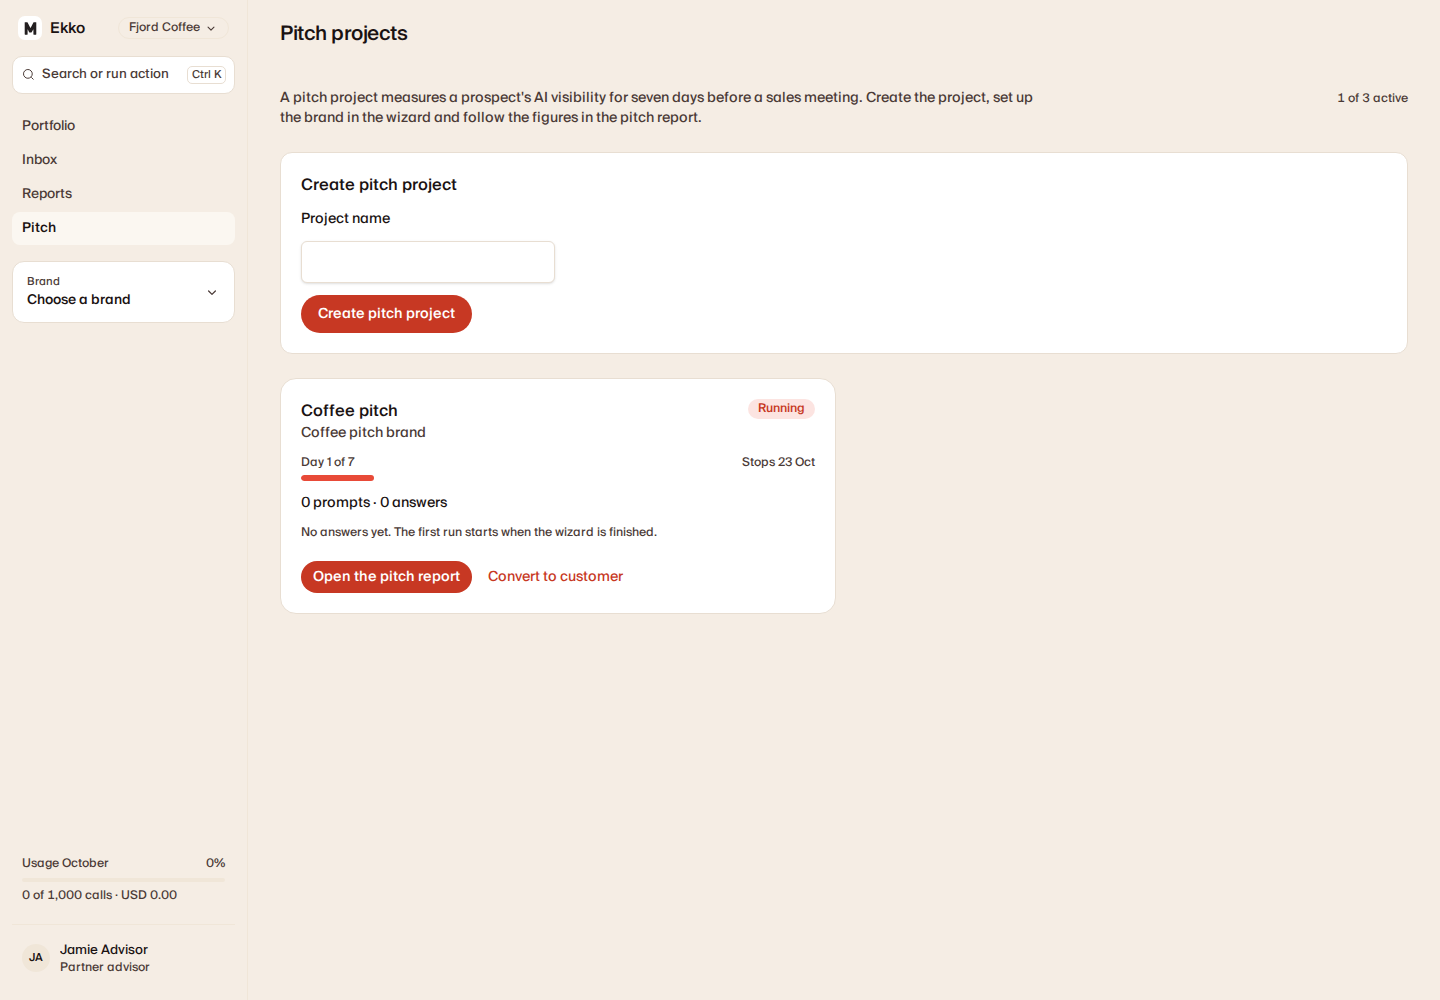 Ekko
Fjord Coffee
Search or run action
Ctrl K
Portfolio
Inbox
Reports
Pitch
Brand
Choose a brand
Usage October
0%
0 of 1,000 calls · USD 0.00
JA
Jamie Advisor
Partner advisor
Pitch projects
A pitch project measures a prospect's AI visibility for seven days before a sales meeting. Create the project, set up
the brand in the wizard and follow the figures in the pitch report.
1 of 3 active
Create pitch project
Project name
Create pitch project
Coffee pitch
Running
Coffee pitch brand
Day 1 of 7
Stops 23 Oct
0 prompts · 0 answers
No answers yet. The first run starts when the wizard is finished.
Open the pitch report
Convert to customer